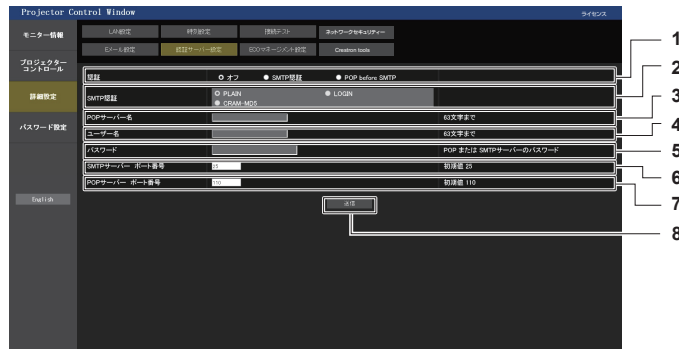 Projector Control Window
ライセンス
モニター情報
プロジェクター
コントロール
詳細設定
パスワード設定
English
LAN設定
時刻設定
接続テスト
ネットワークセキュリティー
Eメール設定
認証サーバー設定
ECOマネージメント設定
Crestron tools
認証 オフ SMTP認証 POP before SMTP
SMTP認証 PLAIN LOGIN
CRAM-MD5
POPサーバー名 63文字まで
ユーザー名 63文字まで
パスワード POP または SMTPサーバーのパスワード
SMTPサーバー ポート番号 25 初期値 25
POPサーバー ポート番号 110 初期値 110
送信
1
2
3
4
5
6
7
8